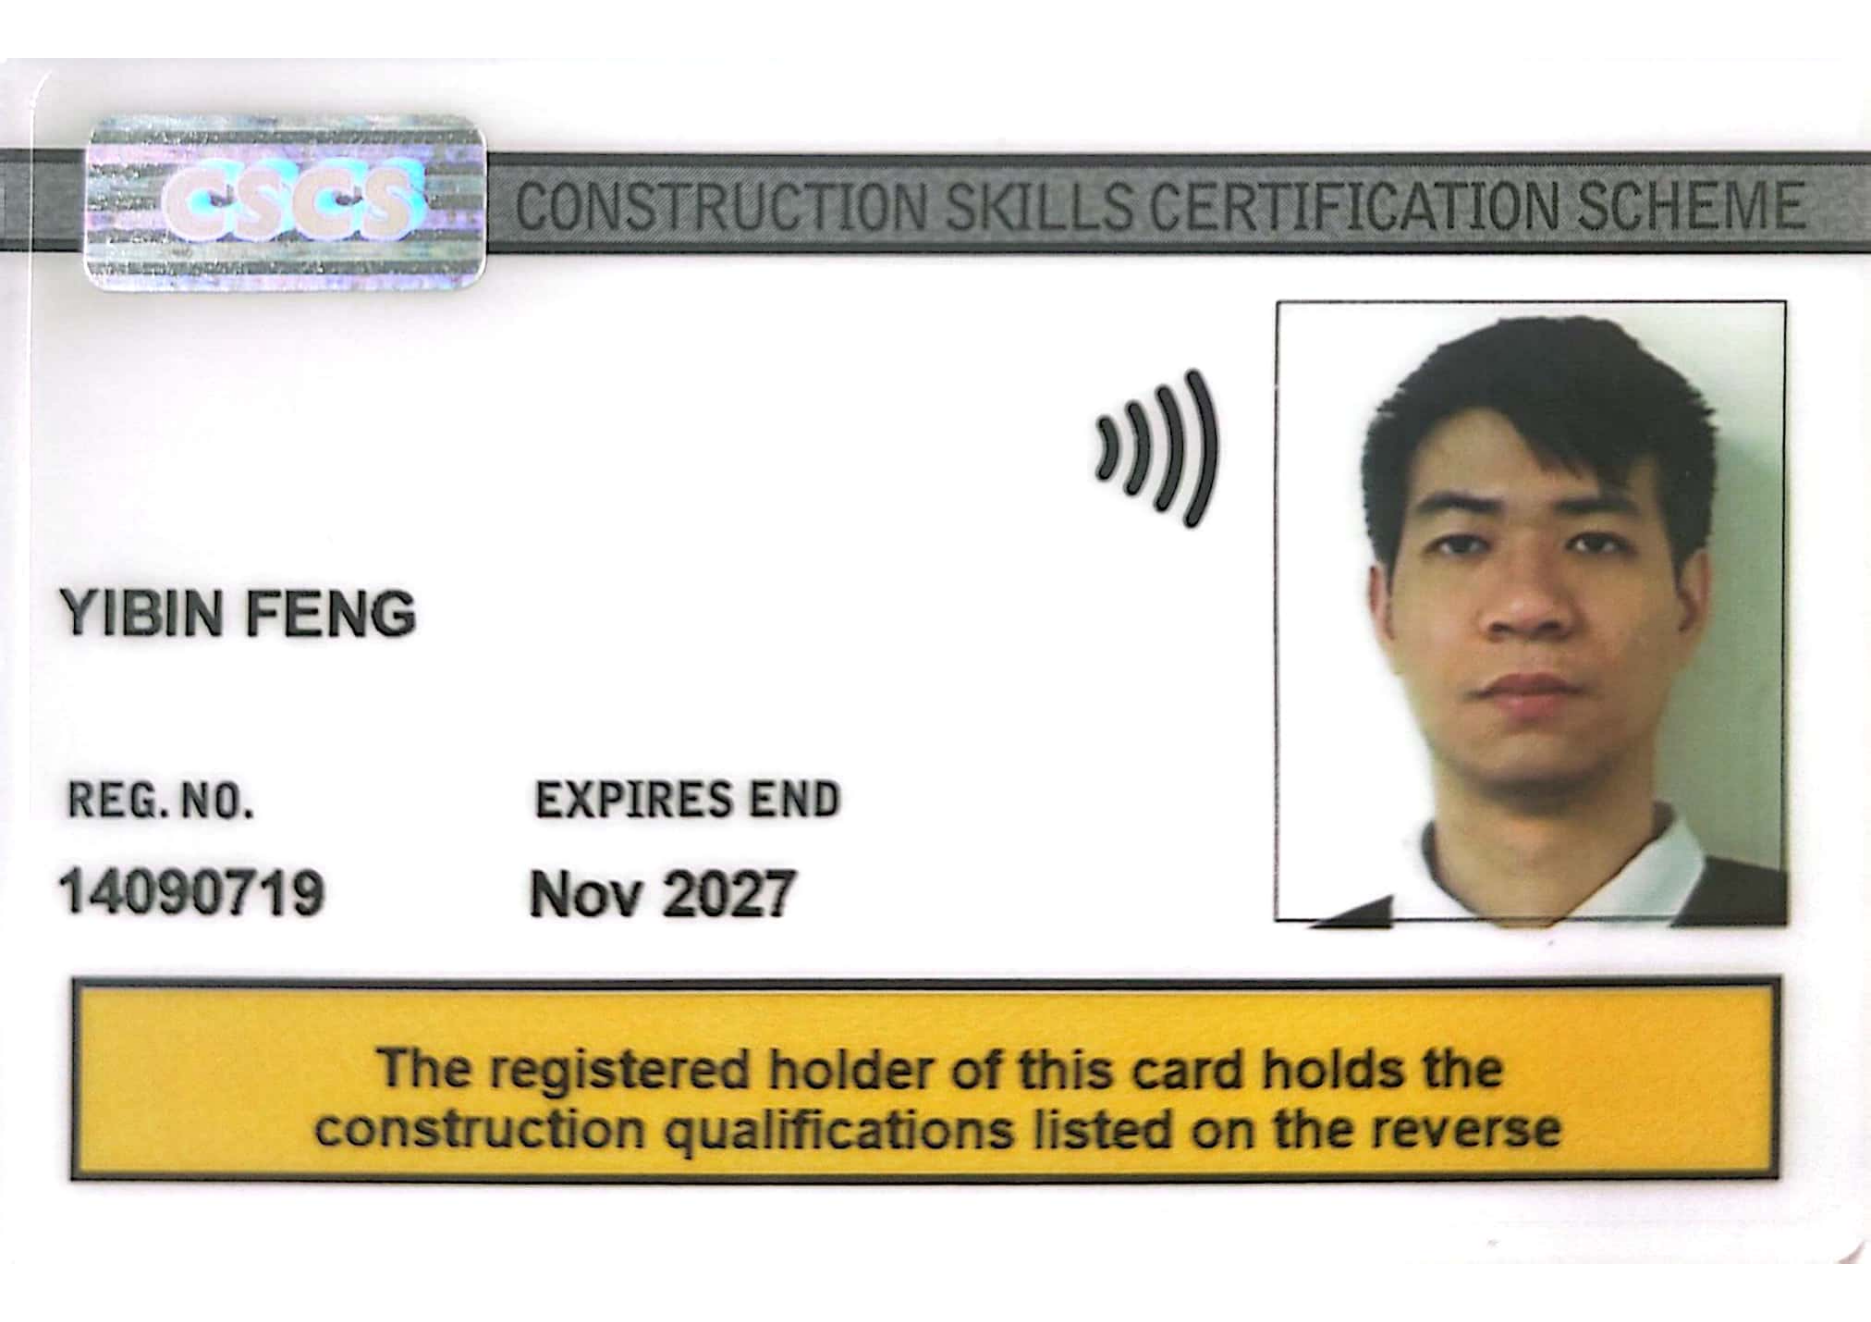 CSCS
CONSTRUCTION SKILLS CERTIFICATION SCHEME
YIBIN FENG
REG. NO.
EXPIRES END
14090719
Nov 2027
The registered holder of this card holds the
construction qualifications listed on the reverse